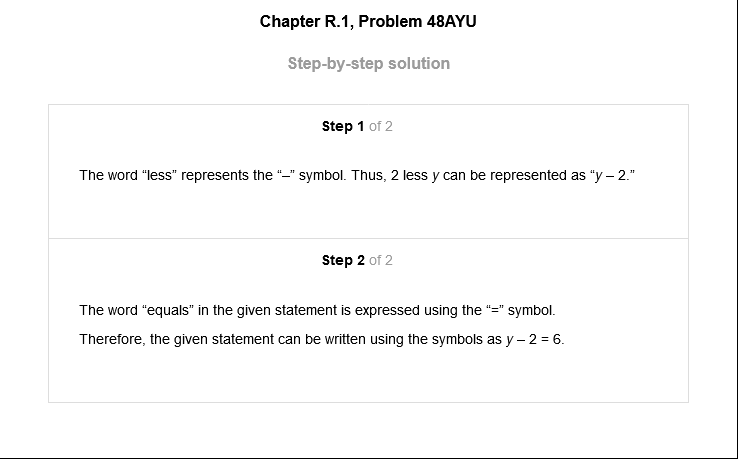 Chapter R.1, Problem 48AYU
Step-by-step solution
Step 1 of 2
The word “less” represents the “–” symbol. Thus, 2 less y can be represented as “y – 2.”
Step 2 of 2
The word “equals” in the given statement is expressed using the “=” symbol.
Therefore, the given statement can be written using the symbols as y – 2 = 6.